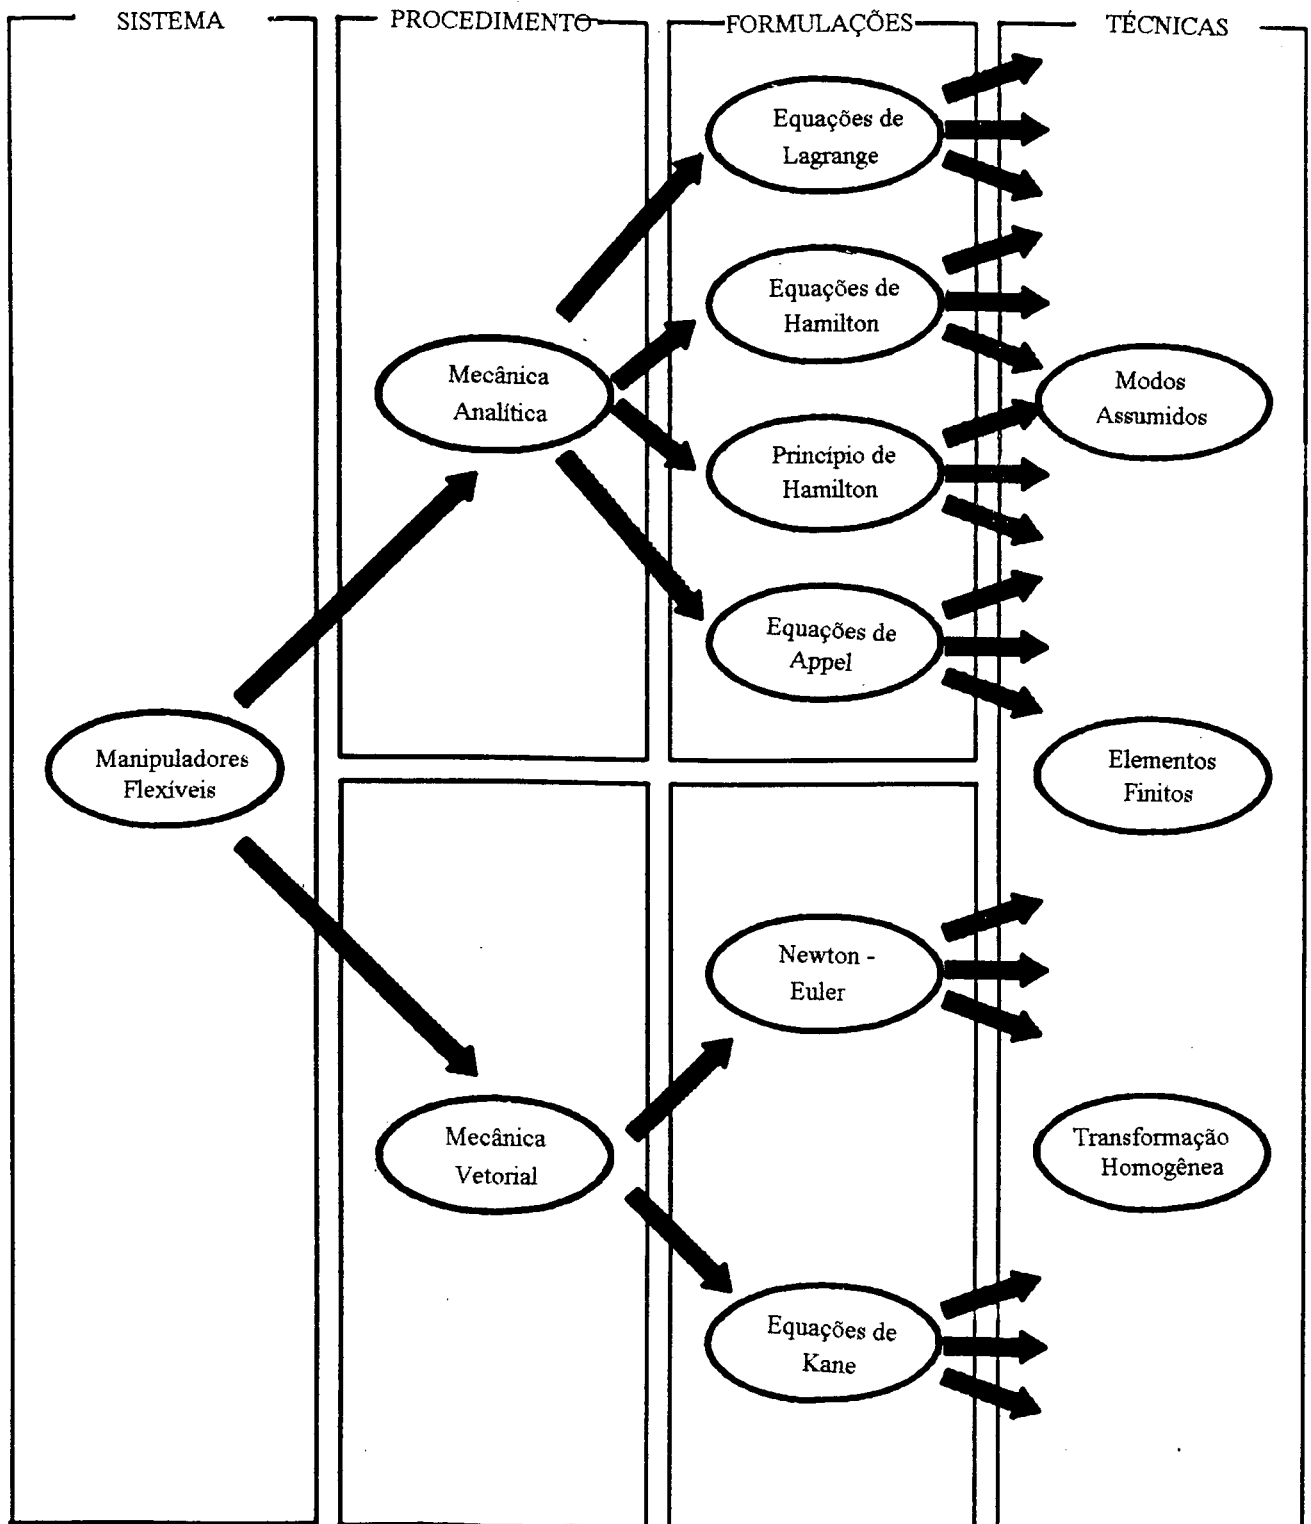 SISTEMA
PROCEDIMENTO
FORMULAÇÕES
TÉCNICAS
Manipuladores
Flexíveis
Mecânica
Analítica
Mecânica
Vetorial
Equações de
Lagrange
Equações de
Hamilton
Princípio de
Hamilton
Equações de
Appel
Newton -
Euler
Equações de
Kane
Modos
Assumidos
Elementos
Finitos
Transformação
Homogênea